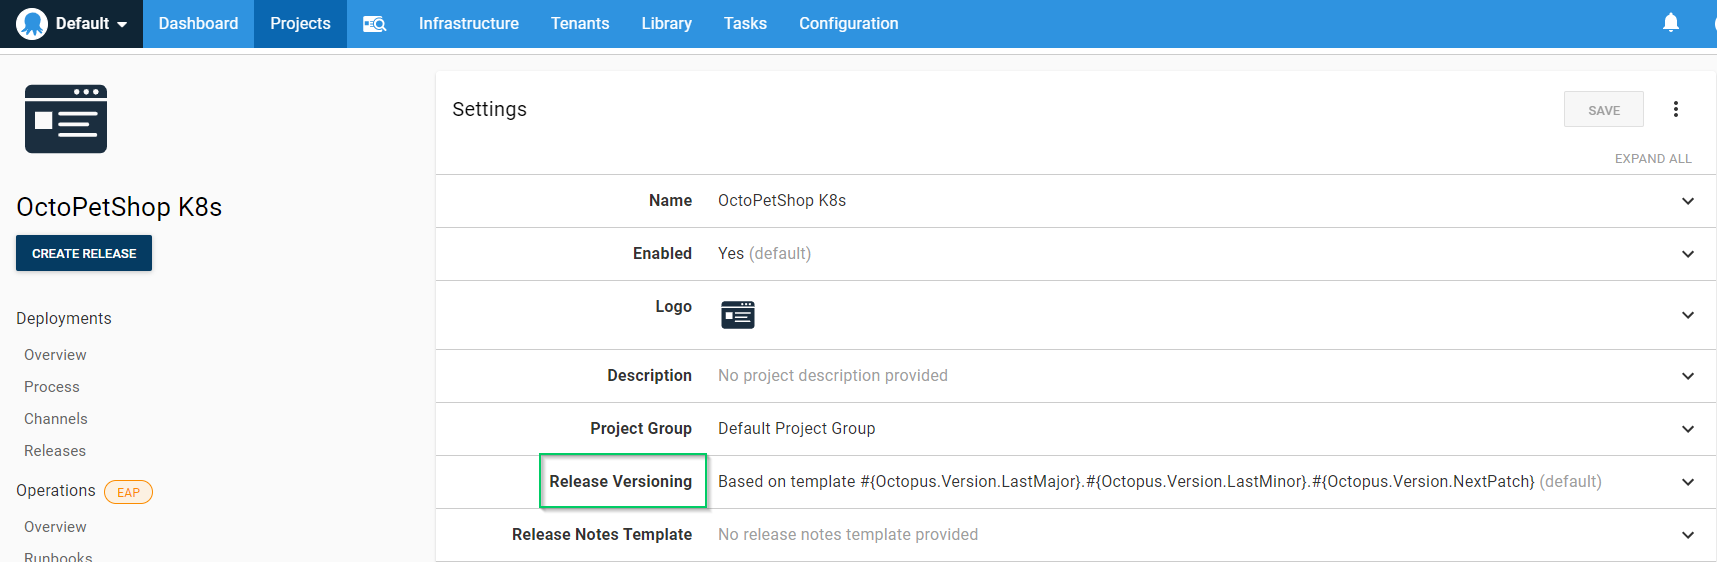 Default Dashboard Projects Infrastructure Tenants Library Tasks Configuration
OctoPetShop K8s
CREATE RELEASE
Deployments
Overview
Process
Channels
Releases
Operations EAP
Overview
Runbooks
Settings SAVE
EXPAND ALL
Name OctoPetShop K8s
Enabled Yes (default)
Logo
Description No project description provided
Project Group Default Project Group
Release Versioning Based on template #{Octopus.Version.LastMajor}.#{Octopus.Version.LastMinor}.#{Octopus.Version.NextPatch} (default)
Release Notes Template No release notes template provided